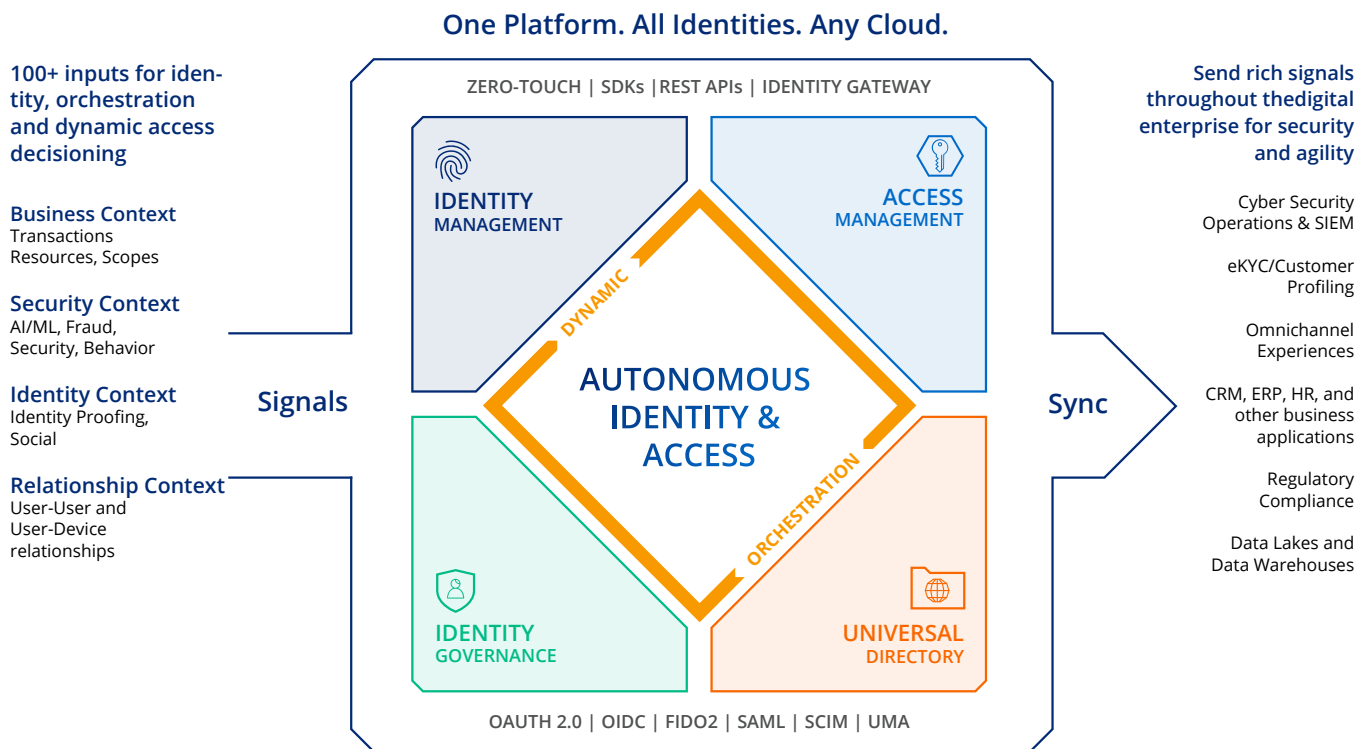 One Platform. All Identities. Any Cloud.
100+ inputs for iden-
tity, orchestration
and dynamic access
decisioning
Business Context
Transactions
Resources, Scopes
Security Context
AI/ML, Fraud,
Security, Behavior
Identity Context
Identity Proofing,
Social
Relationship Context
User-User and
User-Device
relationships
Signals
ZERO-TOUCH | SDKs |REST APIs | IDENTITY GATEWAY
IDENTITY
MANAGEMENT
ACCESS
MANAGEMENT
DYNAMIC
AUTONOMOUS
IDENTITY &
ACCESS
ORCHESTRATION
IDENTITY
GOVERNANCE
UNIVERSAL
DIRECTORY
OAUTH 2.0 | OIDC | FIDO2 | SAML | SCIM | UMA
Sync
Send rich signals
throughout thedigital
enterprise for security
and agility
Cyber Security
Operations & SIEM
eKYC/Customer
Profiling
Omnichannel
Experiences
CRM, ERP, HR, and
other business
applications
Regulatory
Compliance
Data Lakes and
Data Warehouses